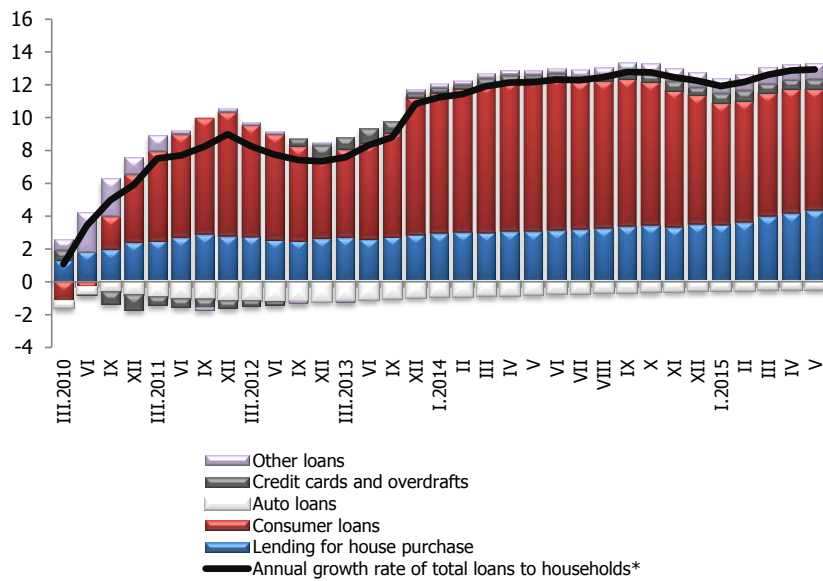 16
14
12
10
8
6
4
2
0
-2
-4
III.2010
VI
IX
XII
III.2011
VI
IX
XII
III.2012
VI
IX
XII
III.2013
VI
IX
XII
I.2014
II
III
IV
V
VI
VII
VIII
IX
X
XI
XII
I.2015
II
III
IV
V
Other loans
Credit cards and overdrafts
Auto loans
Consumer loans
Lending for house purchase
Annual growth rate of total loans to households*